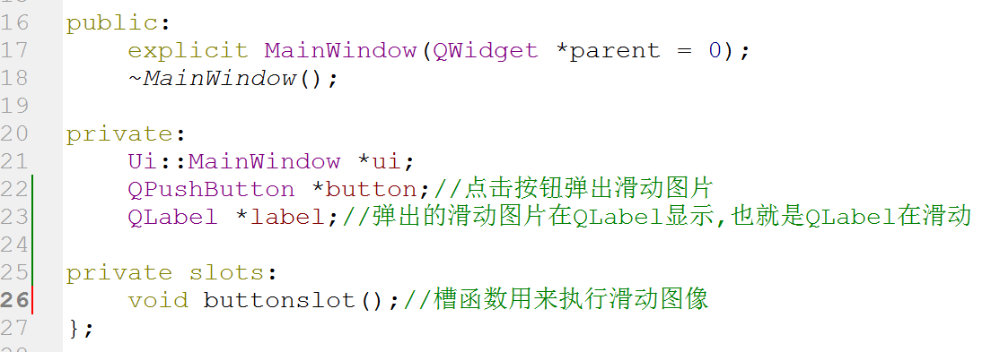 16 public:
17     explicit MainWindow(QWidget *parent = 0);
18     ~MainWindow();
19
20 private:
21     Ui::MainWindow *ui;
22     QPushButton *button;//点击按钮弹出滑动图片
23     QLabel *label;//弹出的滑动图片在QLabel显示,也就是QLabel在滑动
24
25 private slots:
26     void buttonslot();//槽函数用来执行滑动图像
27 };